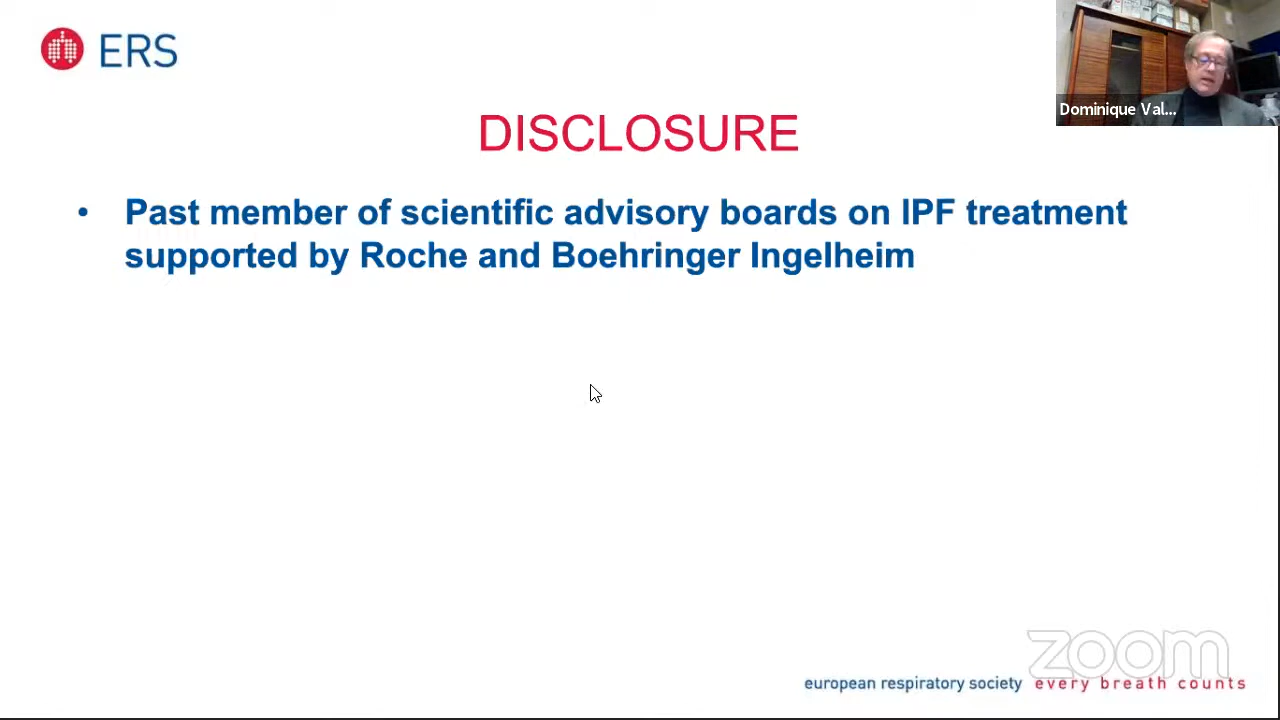 ERS
Dominique Val...
DISCLOSURE
• Past member of scientific advisory boards on IPF treatment
supported by Roche and Boehringer Ingelheim
zoom
european respiratory society every breath counts